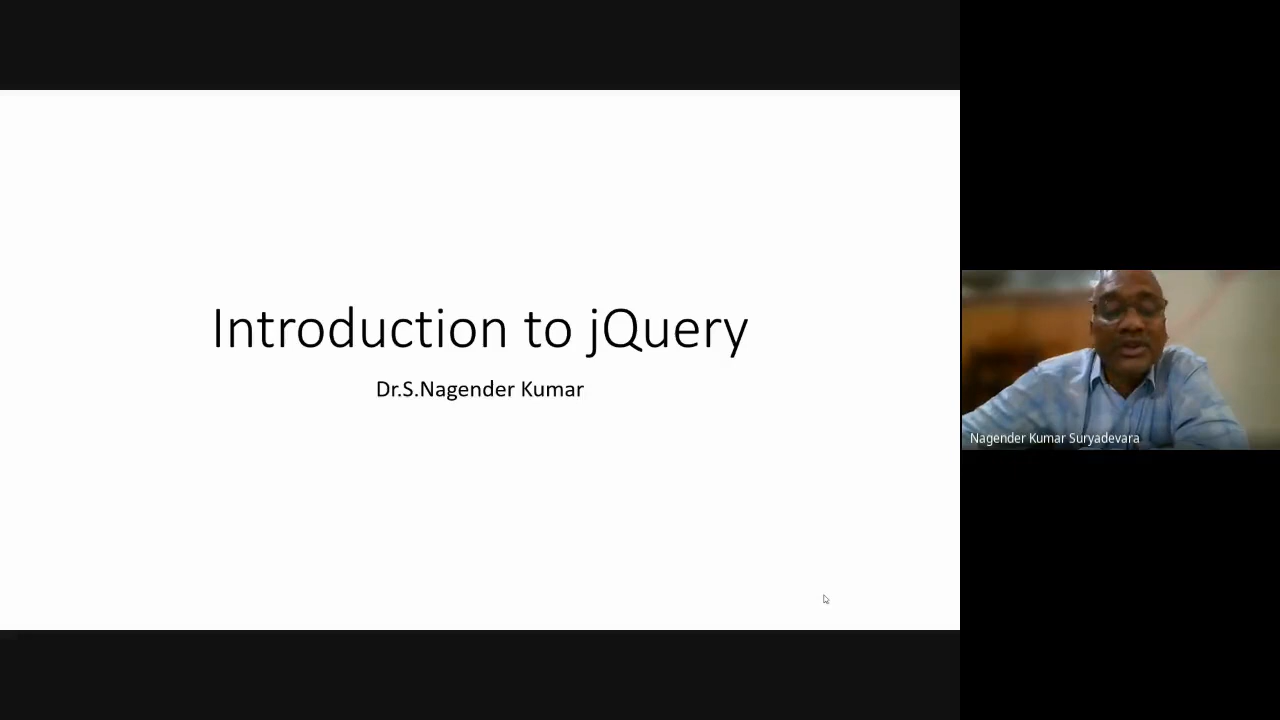 Introduction to jQuery
Dr.S.Nagender Kumar
Nagender Kumar Suryadevara